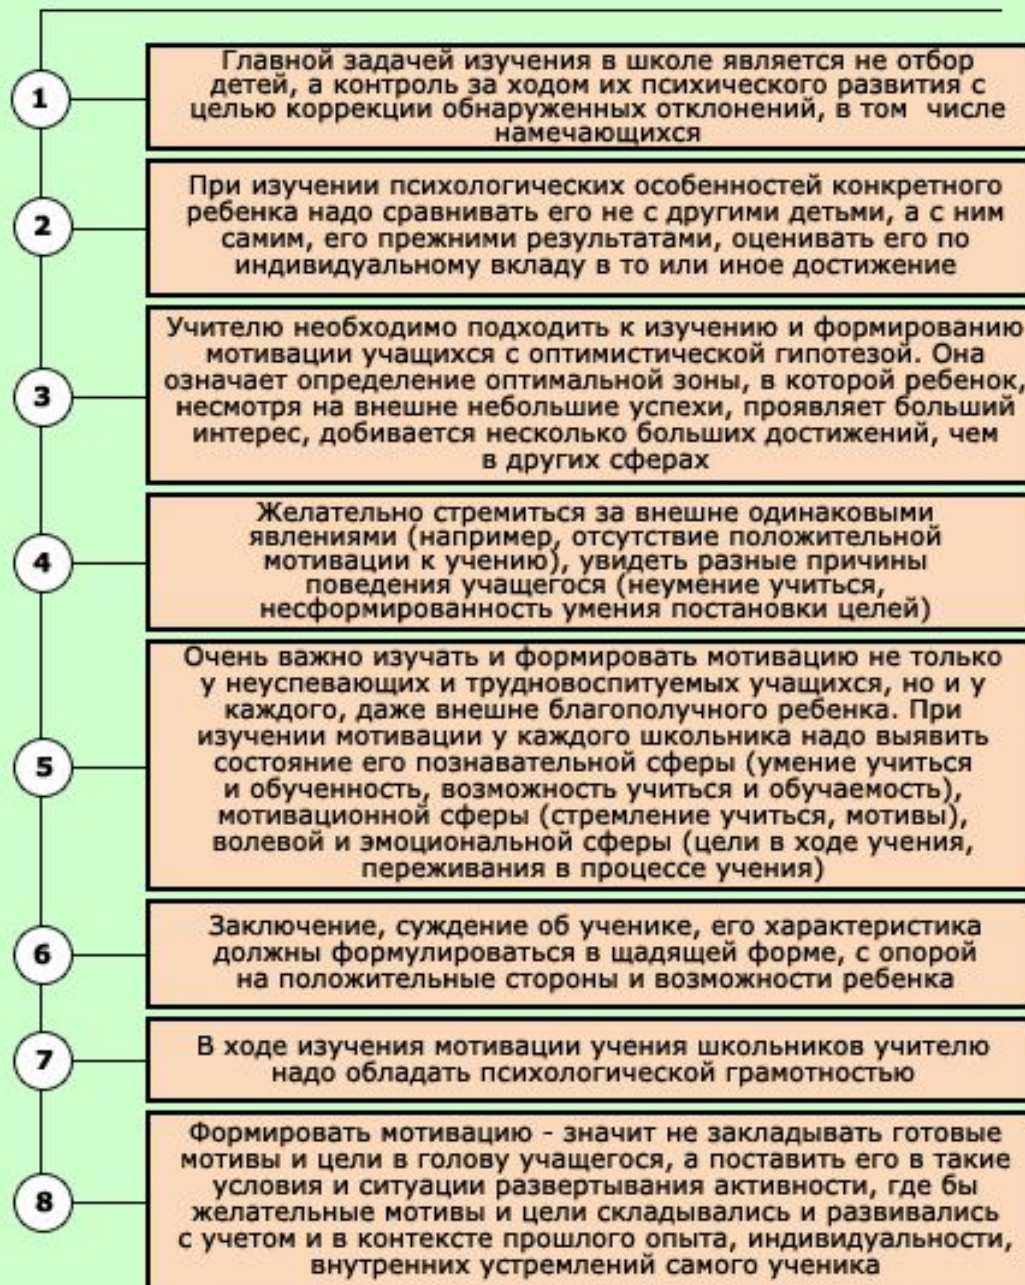 1
Главной задачей изучения в школе является не отбор
детей, а контроль за ходом их психического развития с
целью коррекции обнаруженных отклонений, в том числе
намечающихся
2
При изучении психологических особенностей конкретного
ребенка надо сравнивать его не с другими детьми, а с ним
самим, его прежними результатами, оценивать его по
индивидуальному вкладу в то или иное достижение
3
Учителю необходимо подходить к изучению и формированию
мотивации учащихся с оптимистической гипотезой. Она
означает определение оптимальной зоны, в которой ребенок,
несмотря на внешне небольшие успехи, проявляет больший
интерес, добивается несколько больших достижений, чем
в других сферах
4
Желательно стремиться за внешне одинаковыми
явлениями (например, отсутствие положительной
мотивации к учению), увидеть разные причины
поведения учащегося (неумение учиться,
несформированность умения постановки целей)
5
Очень важно изучать и формировать мотивацию не только
у неуспевающих и трудновоспитуемых учащихся, но и у
каждого, даже внешне благополучного ребенка. При
изучении мотивации у каждого школьника надо выявить
состояние его познавательной сферы (умение учиться
и обученность, возможность учиться и обучаемость),
мотивационной сферы (стремление учиться, мотивы),
волевой и эмоциональной сферы (цели в ходе учения,
переживания в процессе учения)
6
Заключение, суждение об ученике, его характеристика
должны формулироваться в щадящей форме, с опорой
на положительные стороны и возможности ребенка
7
В ходе изучения мотивации учения школьников учителю
надо обладать психологической грамотностью
8
Формировать мотивацию - значит не закладывать готовые
мотивы и цели в голову учащегося, а поставить его в такие
условия и ситуации развертывания активности, где бы
желательные мотивы и цели складывались и развивались
с учетом и в контексте прошлого опыта, индивидуальности,
внутренних устремлений самого ученика